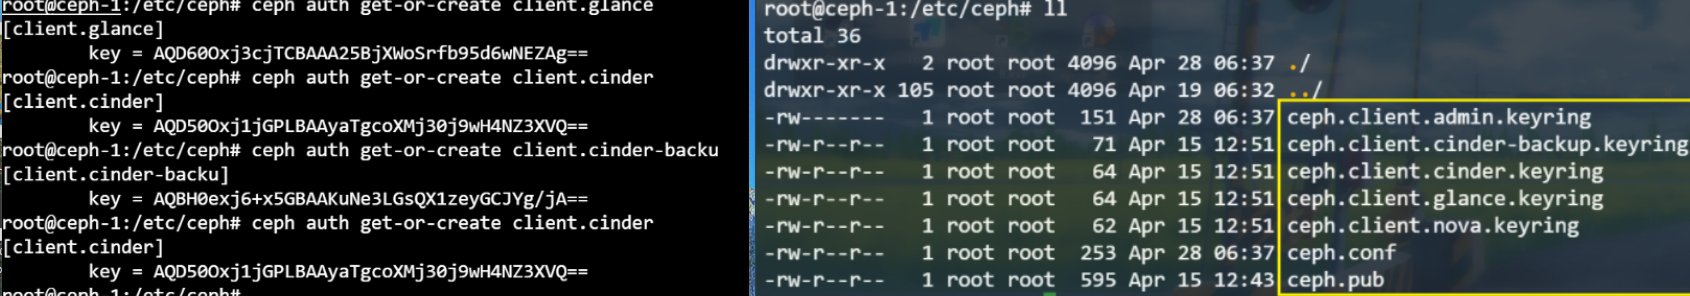 root@ceph-1:/etc/ceph# ceph auth get-or-create client.glance
[client.glance]
        key = AQD60Oxj3cjTCBAAA25BjXWoSrfb95d6wNEZAg==
root@ceph-1:/etc/ceph# ceph auth get-or-create client.cinder
[client.cinder]
        key = AQD50Oxj1jGPLBAAyaTgcoXMj30j9wH4NZ3XVQ==
root@ceph-1:/etc/ceph# ceph auth get-or-create client.cinder-backu
[client.cinder-backu]
        key = AQBH0exj6+x5GBAAKuNe3LGsQX1zeyGCJYg/jA==
root@ceph-1:/etc/ceph# ceph auth get-or-create client.cinder
[client.cinder]
        key = AQD50Oxj1jGPLBAAyaTgcoXMj30j9wH4NZ3XVQ==
root@ceph-1:/etc/ceph#
root@ceph-1:/etc/ceph# ll
total 36
drwxr-xr-x   2 root root 4096 Apr 28 06:37 ./
drwxr-xr-x 105 root root 4096 Apr 19 06:32 ../
-rw-------   1 root root  151 Apr 28 06:37 ceph.client.admin.keyring
-rw-r--r--   1 root root   71 Apr 15 12:51 ceph.client.cinder-backup.keyring
-rw-r--r--   1 root root   64 Apr 15 12:51 ceph.client.cinder.keyring
-rw-r--r--   1 root root   64 Apr 15 12:51 ceph.client.glance.keyring
-rw-r--r--   1 root root   62 Apr 15 12:51 ceph.client.nova.keyring
-rw-r--r--   1 root root  253 Apr 28 06:37 ceph.conf
-rw-r--r--   1 root root  595 Apr 15 12:43 ceph.pub